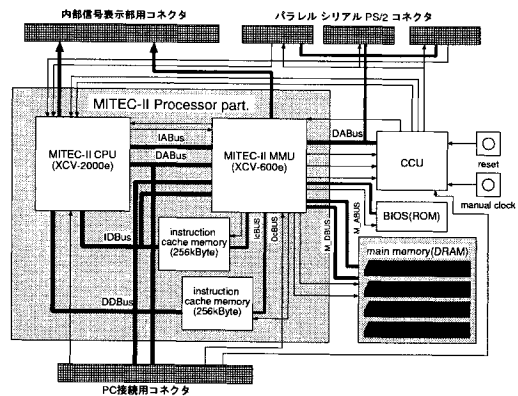 内部信号表示部用コネクタ
パラレル シリアル PS/2 コネクタ
MITEC-II Processor part.
IABus
DABus
DABus
MITEC-II CPU
(XCV-2000e)
MITEC-II MMU
(XCV-600e)
CCU
reset
manual clock
BIOS(ROM)
IDBus
instruction
cache memory
(256kByte)
IcBUS
DcBUS
M_DBUS
M_ABUS
main memory(DRAM)
DDBus
instruction
cache memory
(256kByte)
PC接続用コネクタ